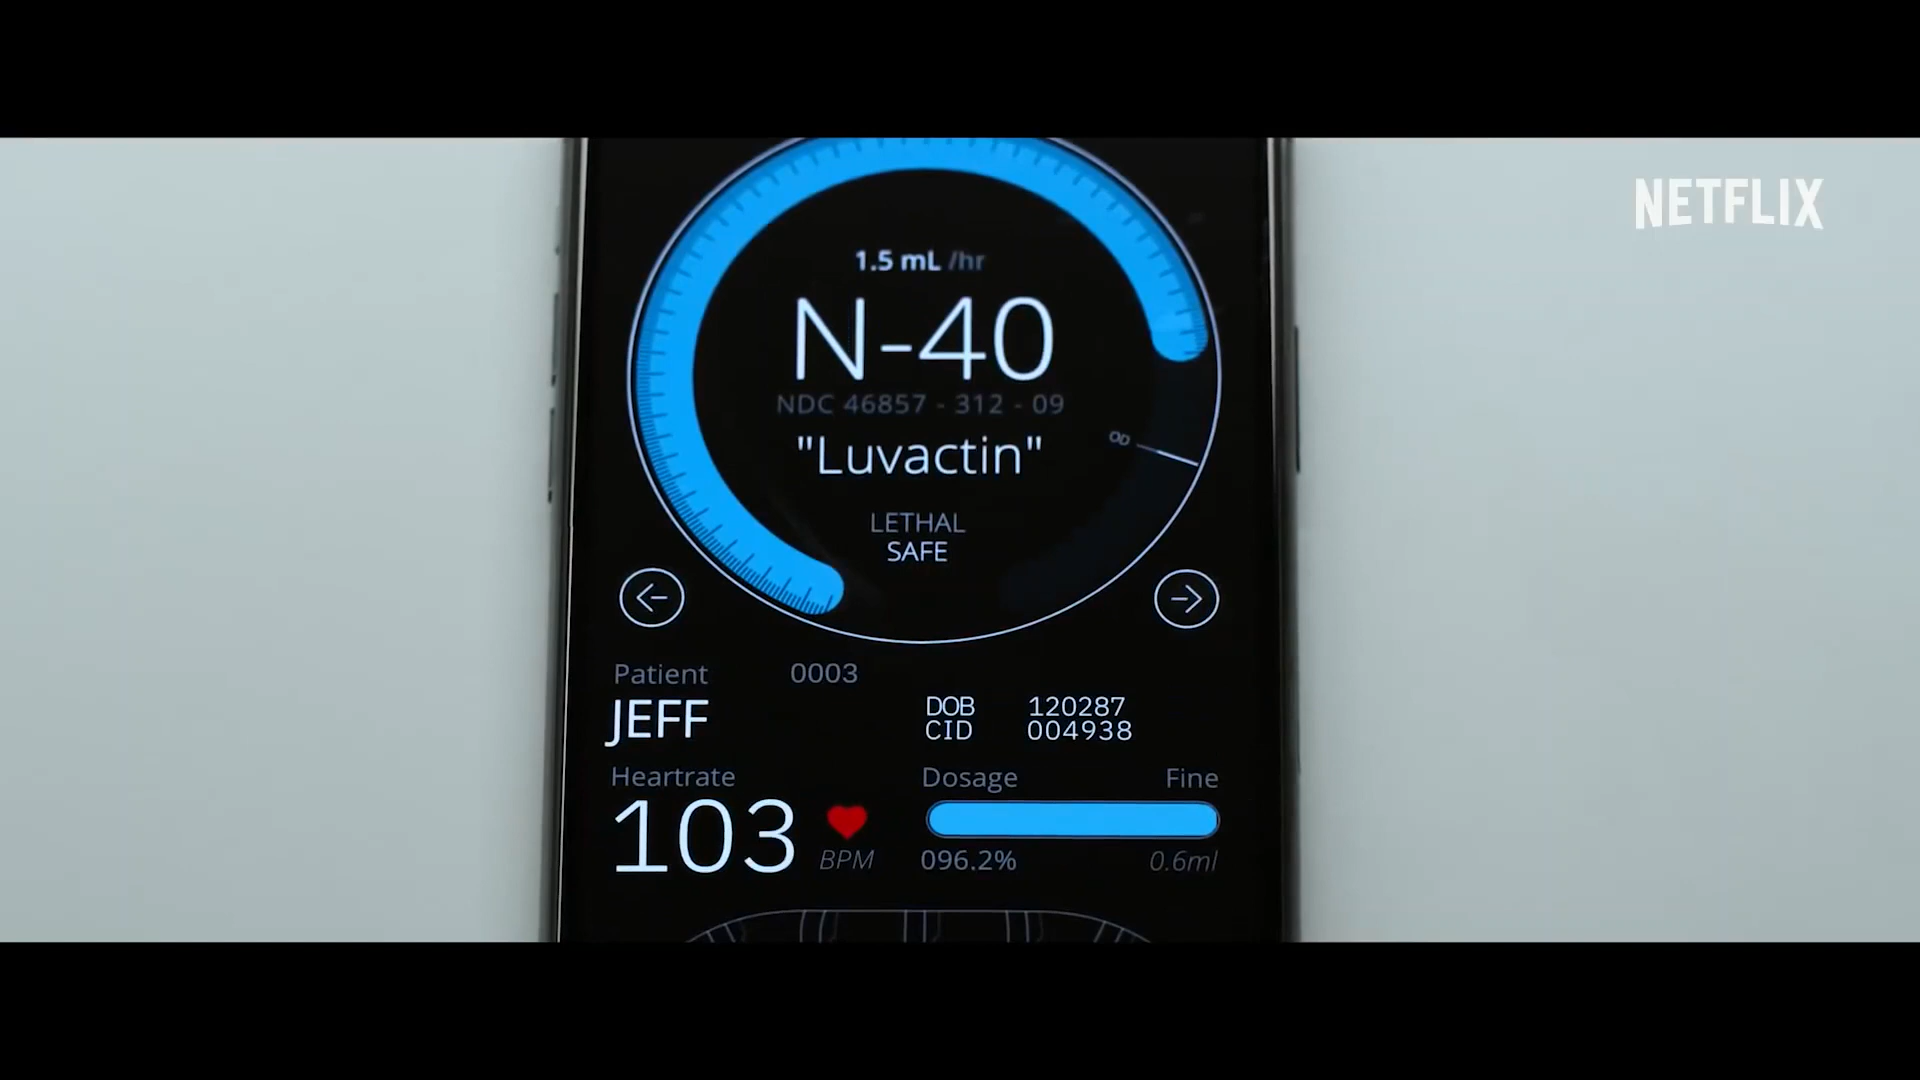 NETFLIX
1.5 mL /hr
N-40
NDC 46857 - 312 - 09
"Luvactin"
OD
LETHAL
SAFE
Patient 0003
JEFF
DOB 120287
CID 004938
Heartrate
103 BPM
Dosage Fine
096.2% 0.6ml